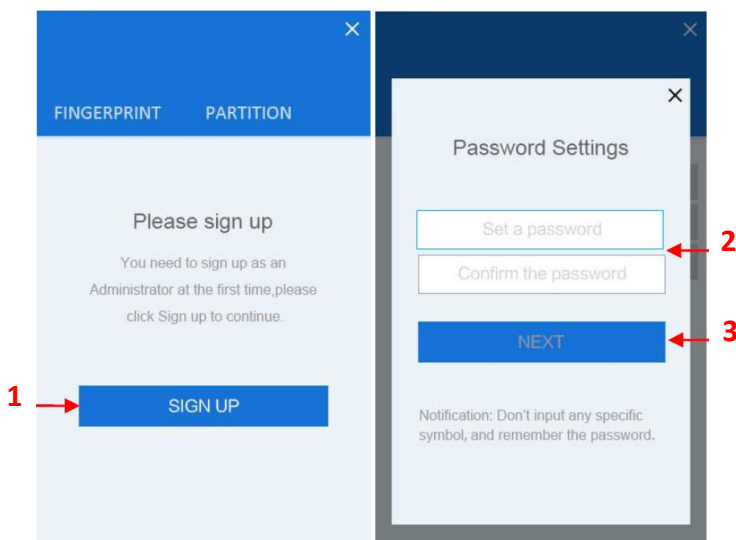 FINGERPRINT PARTITION
Please sign up
You need to sign up as an
Administrator at the first time,please
click Sign up to continue.
1
SIGN UP
Password Settings
Set a password
2
Confirm the password
NEXT
3
Notification: Don't input any specific
symbol, and remember the password.